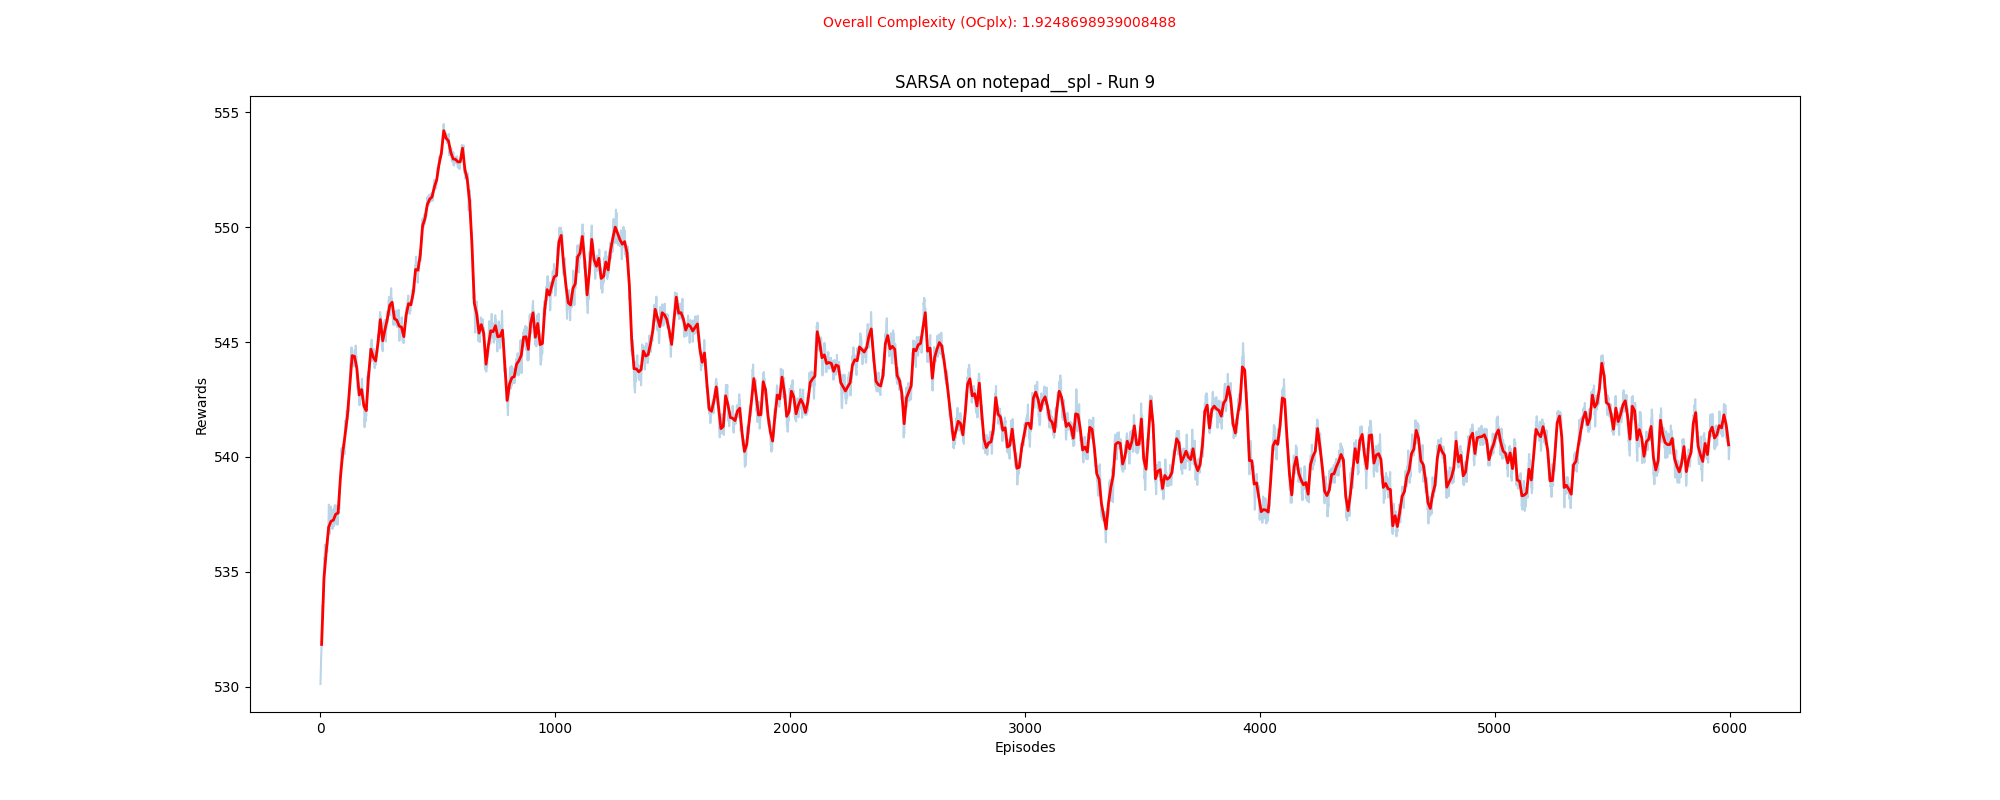 Overall Complexity (OCplx): 1.9248698939008488
SARSA on notepad__spl - Run 9
555
550
545
540
535
530
Rewards
0 1000 2000 3000 4000 5000 6000
Episodes